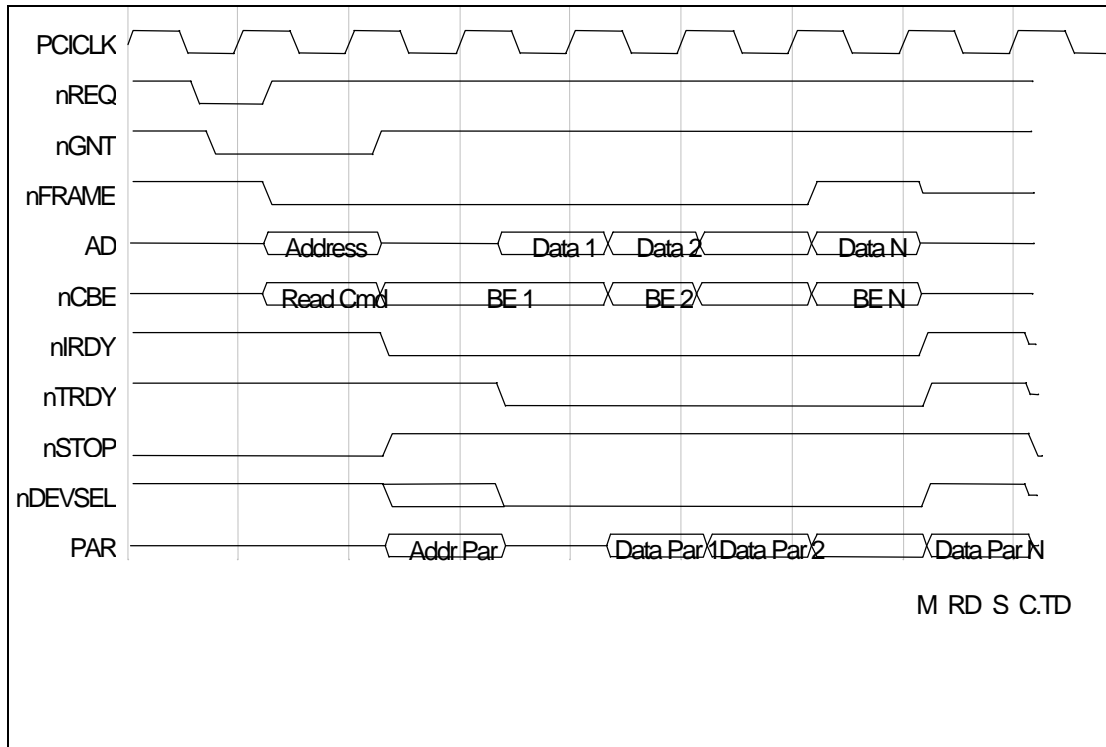 PCICLK
nREQ
nGNT
nFRAME
AD Address Data 1 Data 2 Data N
nCBE Read Cmd BE 1 BE 2 BE N
nIRDY
nTRDY
nSTOP
nDEVSEL
PAR Addr Par Data Par 1 Data Par 2 Data Par N
M RD S C.TD